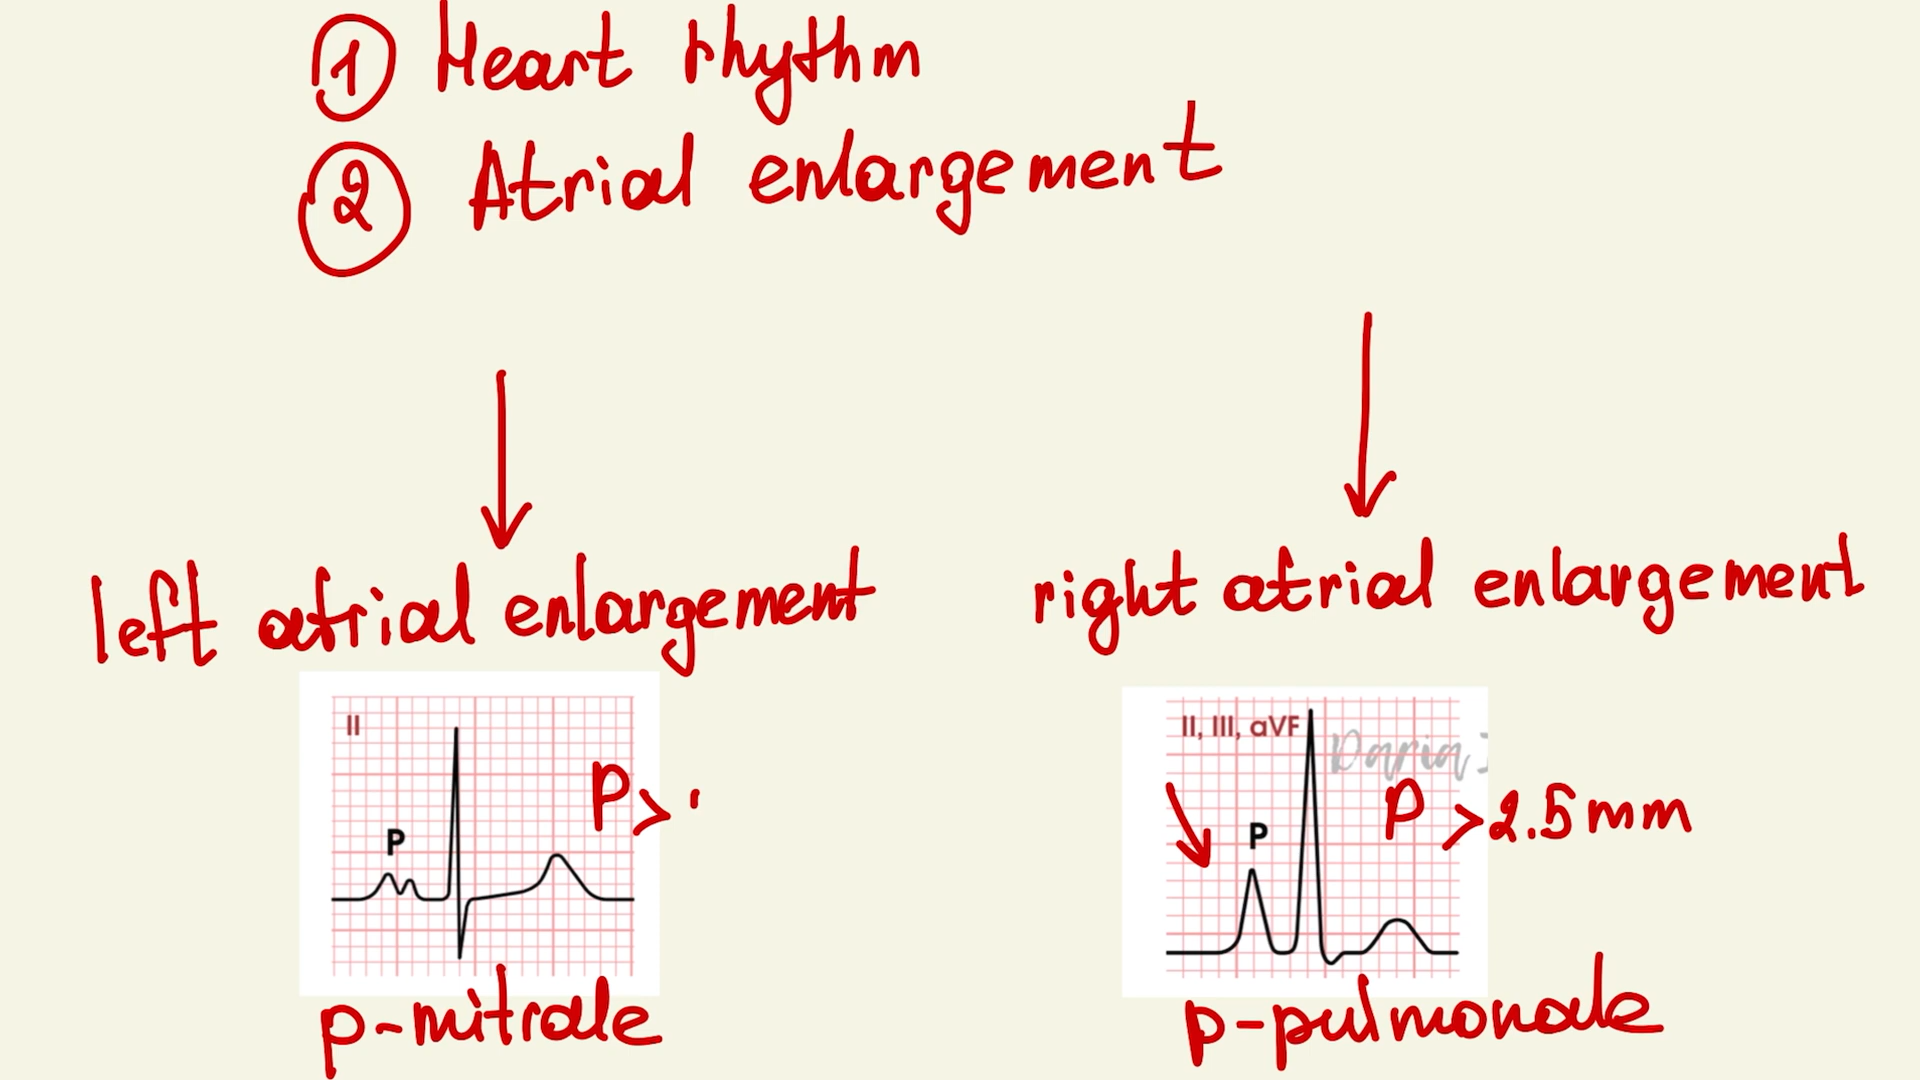 ① Heart rhythm
② Atrial enlargement
left atrial enlargement
right atrial enlargement
II
P
P >
p-mitrale
II, III, aVF
Daria
P
P > 2.5 mm
p-pulmonale